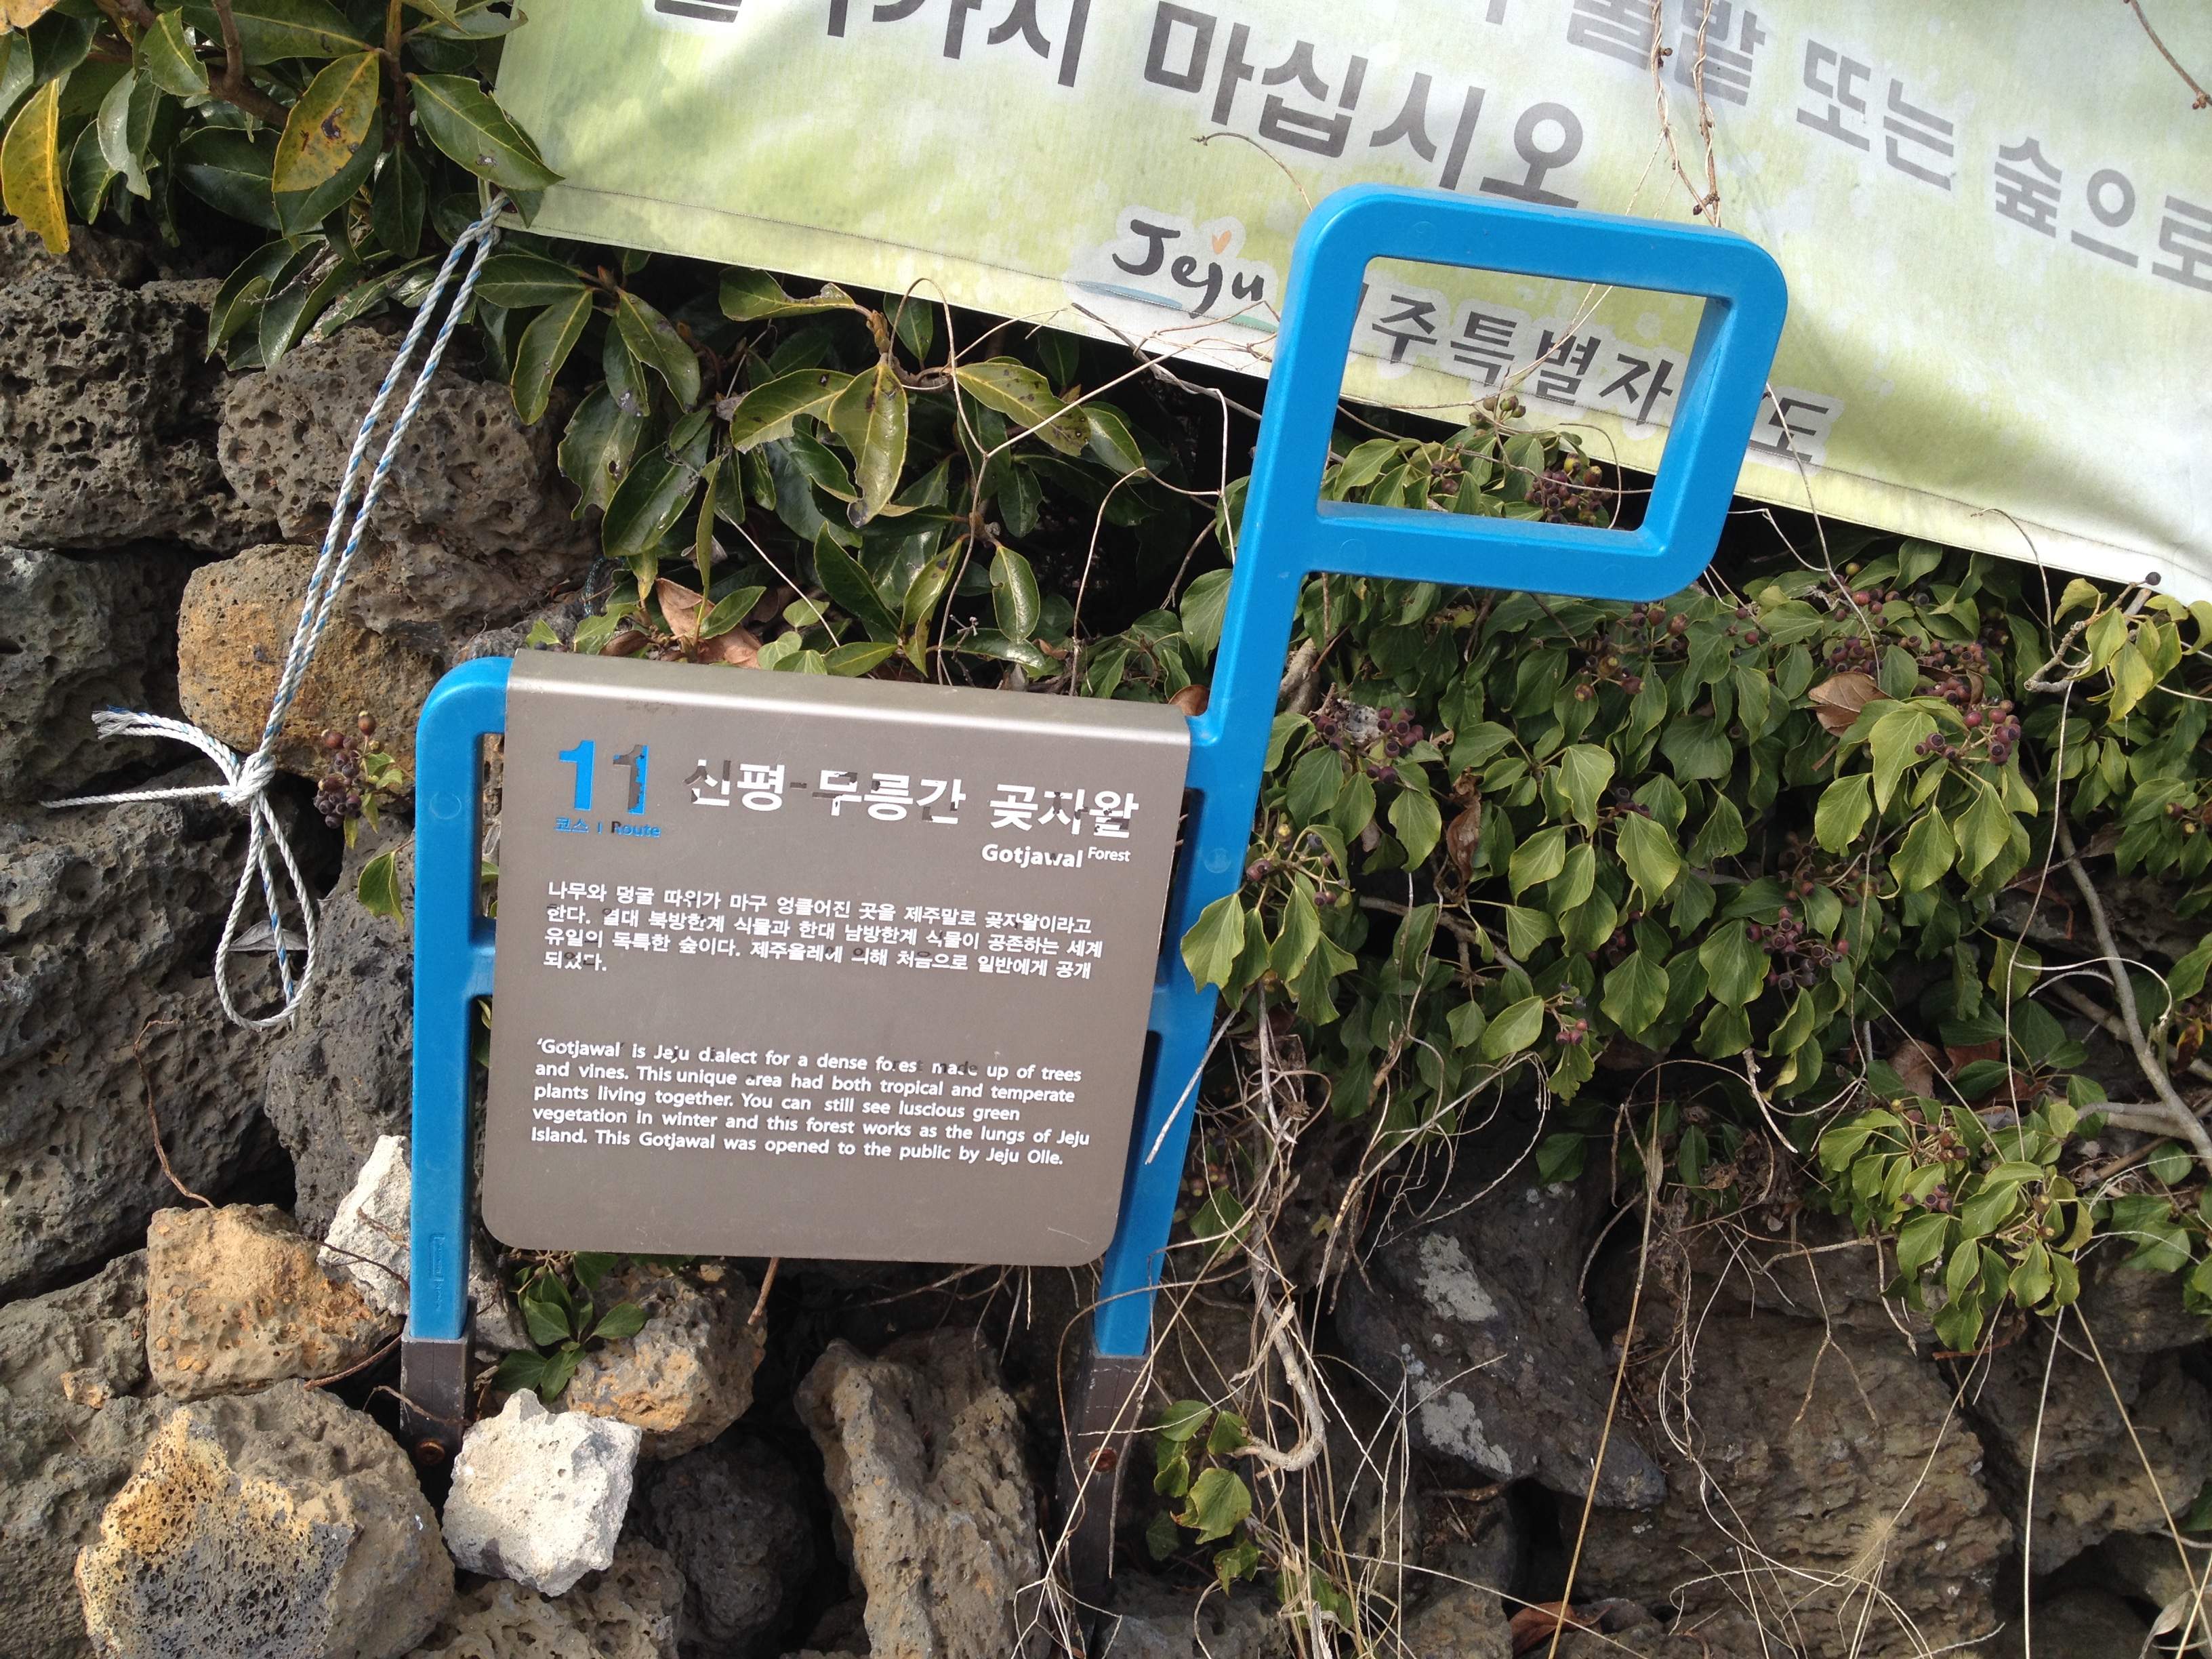 마십시오
또는 숲으로
Jeju
주특별자 도
11 신평-무릉간 곶자왈
코스 | Route
Gotjawal Forest
나무와 덩굴 따위가 마구 엉클어진 곳을 제주말로 곶자왈이라고
한다. 열대 북방한계 식물과 한대 남방한계 식물이 공존하는 세계
유일의 독특한 숲이다. 제주올레에 의해 처음으로 일반에게 공개
되었다.
'Gotjawal' is Jeju dialect for a dense forest made up of trees
and vines. This unique area had both tropical and temperate
plants living together. You can still see luscious green
vegetation in winter and this forest works as the lungs of Jeju
Island. This Gotjawal was opened to the public by Jeju Olle.